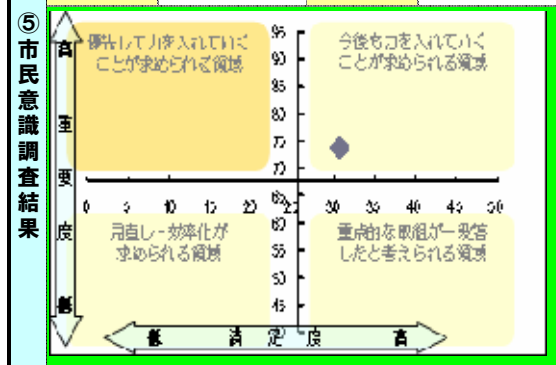 ⑤市民意識調査結果
高
重
要
度
低
優先して力を入れていく
ことが求められる領域
今後も力を入れていく
ことが求められる領域
95
90
85
80
75
70
0 5 10 15 20 25 30 35 40 45 50
65
60
55
50
45
40
見直し・効率化が
求められる領域
重点的な取組が一段落
したと考えられる領域
低 満 足 度 高